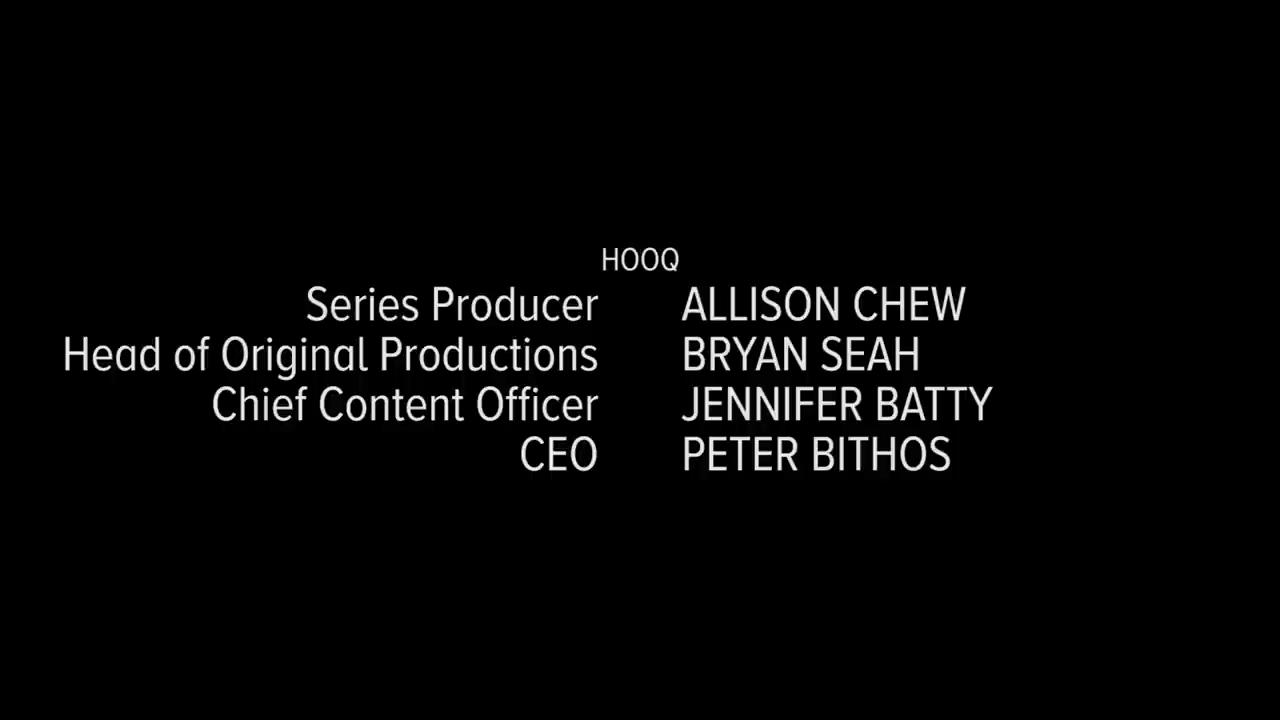 HOOQ
Series Producer ALLISON CHEW
Head of Original Productions BRYAN SEAH
Chief Content Officer JENNIFER BATTY
CEO PETER BITHOS